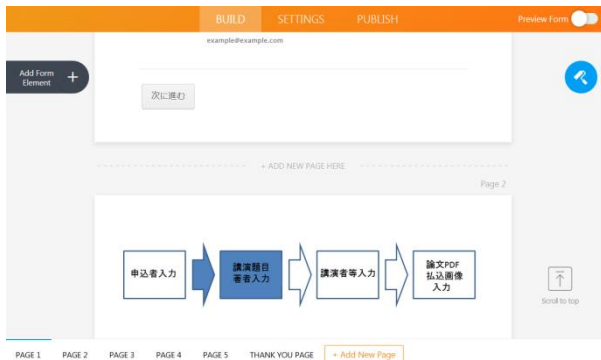 BUILD SETTINGS PUBLISH Preview Form
example@example.com
Add Form
Element +
次に進む
+ ADD NEW PAGE HERE
Page 2
申込者入力
講演題目
著者入力
講演者等入力
論文PDF
払込画像
入力
Scroll to top
PAGE 1 PAGE 2 PAGE 3 PAGE 4 PAGE 5 THANK YOU PAGE + Add New Page